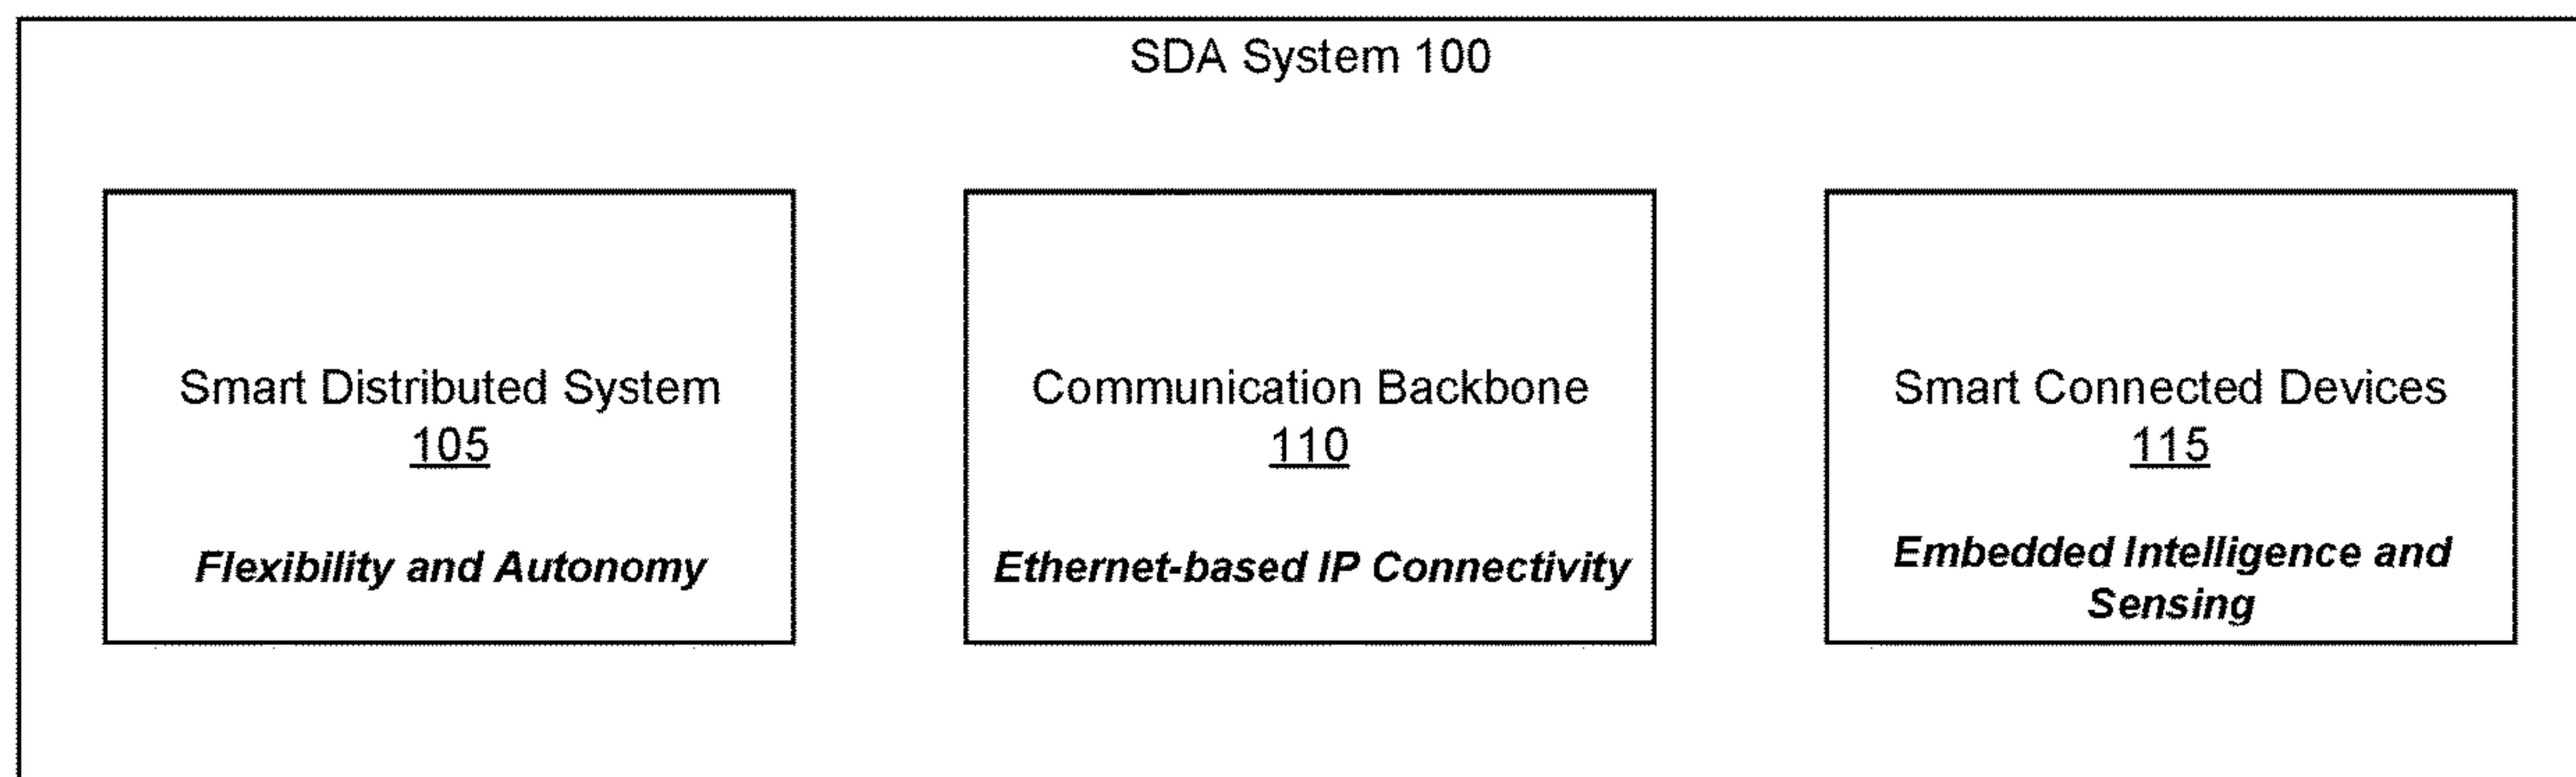 SDA System 100
Smart Distributed System
105
Flexibility and Autonomy
Communication Backbone
110
Ethernet-based IP Connectivity
Smart Connected Devices
115
Embedded Intelligence and
Sensing